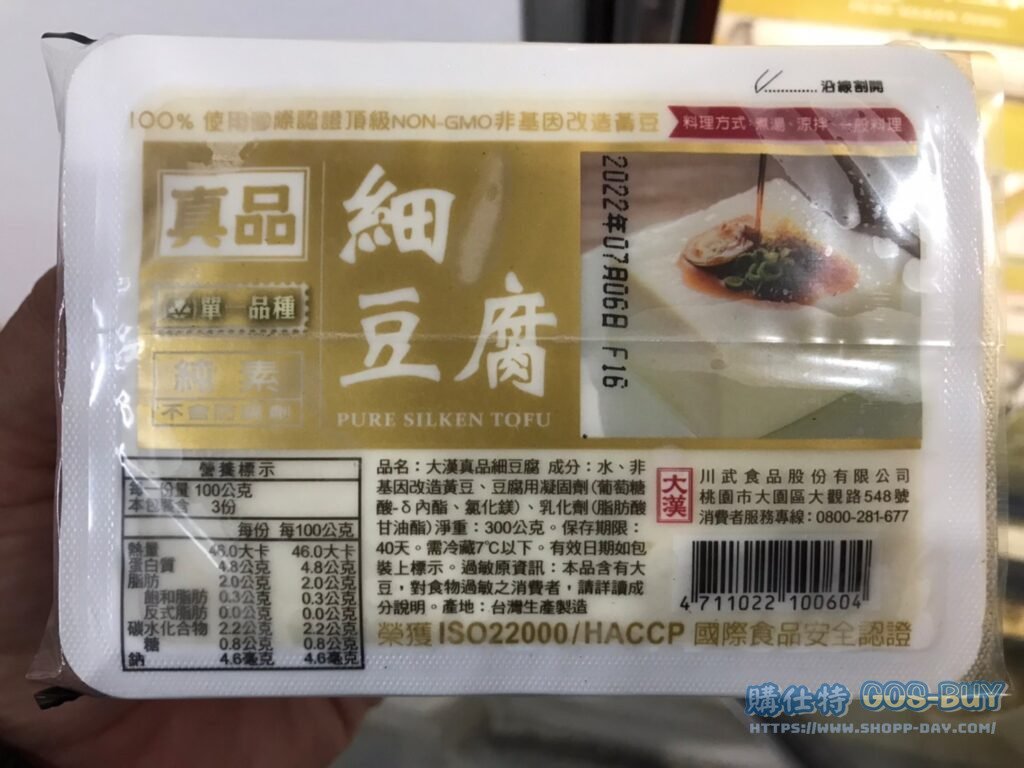 沿線割開
100% 使用國際認證頂級NON-GMO非基因改造黃豆
料理方式:煮湯、涼拌、一般料理
真品
細
豆腐
單一品種
純素
PURE SILKEN TOFU
2022年07月06日 F16
營養標示
每一份量 100公克
本包裝含 3份
每份 每100公克
熱量 46.0大卡 46.0大卡
蛋白質 4.8公克 4.8公克
脂肪 2.0公克 2.0公克
飽和脂肪 0.3公克 0.3公克
反式脂肪 0.0公克 0.0公克
碳水化合物 2.2公克 2.2公克
糖 0.8公克 0.8公克
鈉 4.6毫克 4.6毫克
品名：大漢真品細豆腐 成分：水、非
基因改造黃豆、豆腐用凝固劑(葡萄糖
酸-δ內酯、氯化鎂)、乳化劑(脂肪酸
甘油酯) 淨重：300公克。保存期限：
40天。需冷藏7℃以下。有效日期如包
裝上標示。過敏原資訊：本品含有大
豆，對食物過敏之消費者，請詳讀成
分說明。產地：台灣生產製造
大漢
川武食品股份有限公司
桃園市大園區大觀路548號
消費者服務專線：0800-281-677
4 711022 100604
榮獲ISO22000/HACCP 國際食品安全認證
購仕特 GOS-BUY
HTTPS://WWW.SHOPP-DAY.COM/